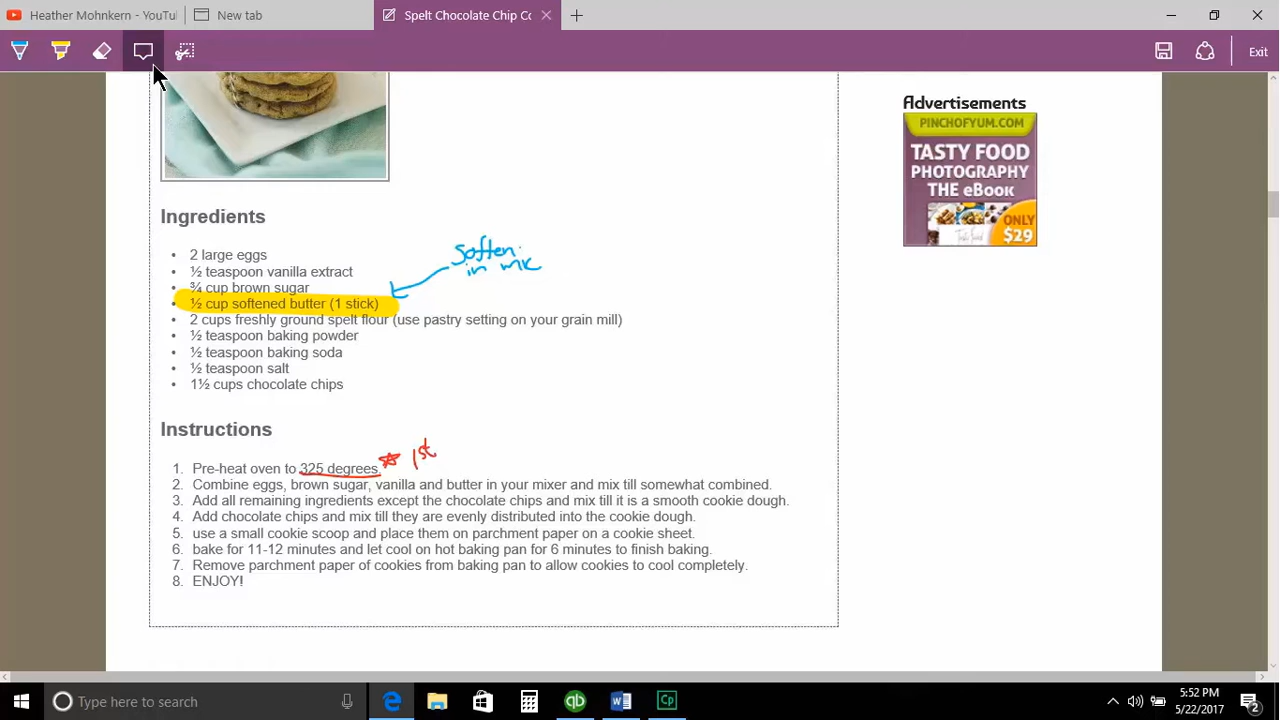 Heather Mohnkern - YouTu
New tab
Spelt Chocolate Chip Co
Exit
Advertisements
PINCHOFYUM.COM
TASTY FOOD
PHOTOGRAPHY
THE eBOOK
Tasty Food
ONLY
$29
Ingredients
• 2 large eggs
• ½ teaspoon vanilla extract
• ¾ cup brown sugar
• ½ cup softened butter (1 stick)
• 2 cups freshly ground spelt flour (use pastry setting on your grain mill)
• ½ teaspoon baking powder
• ½ teaspoon baking soda
• ½ teaspoon salt
• 1½ cups chocolate chips
Soften
in mic
Instructions
1. Pre-heat oven to 325 degrees. 1st
2. Combine eggs, brown sugar, vanilla and butter in your mixer and mix till somewhat combined.
3. Add all remaining ingredients except the chocolate chips and mix till it is a smooth cookie dough.
4. Add chocolate chips and mix till they are evenly distributed into the cookie dough.
5. use a small cookie scoop and place them on parchment paper on a cookie sheet.
6. bake for 11-12 minutes and let cool on hot baking pan for 6 minutes to finish baking.
7. Remove parchment paper of cookies from baking pan to allow cookies to cool completely.
8. ENJOY!
Type here to search
e
qb
W
Cp
5:52 PM
5/22/2017
2